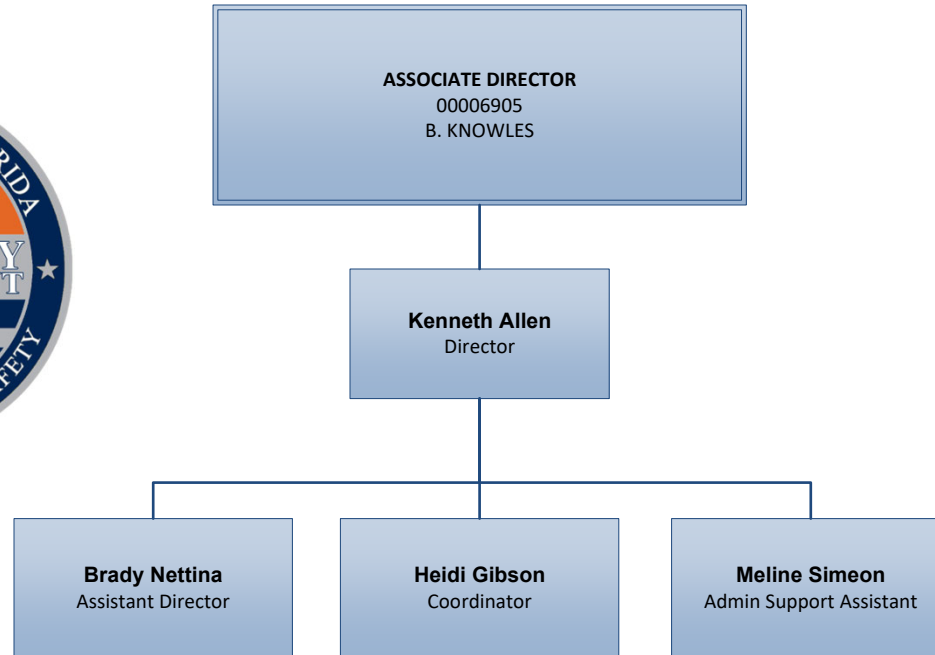 ASSOCIATE DIRECTOR
00006905
B. KNOWLES
Kenneth Allen
Director
Brady Nettina
Assistant Director
Heidi Gibson
Coordinator
Meline Simeon
Admin Support Assistant